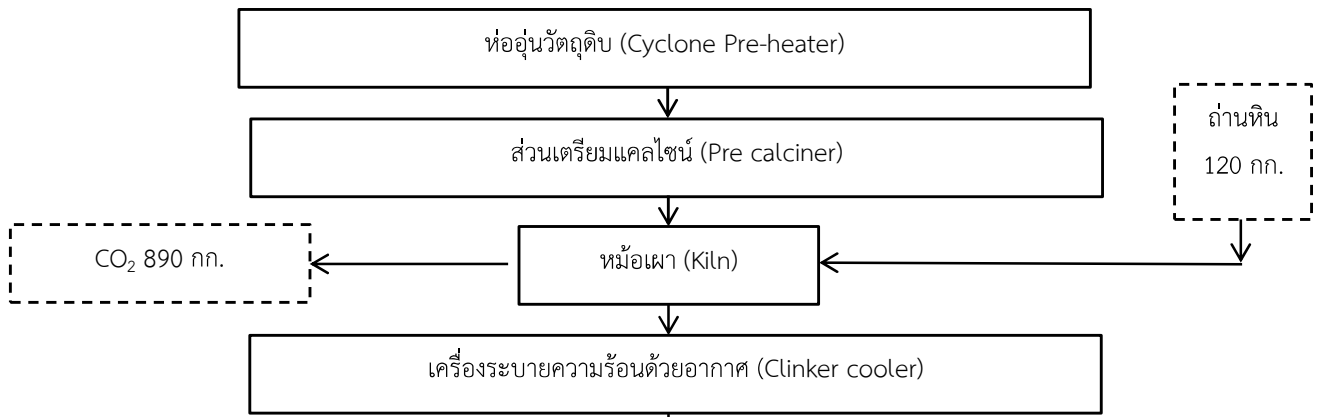 ห่ออุ่นวัตถุดิบ (Cyclone Pre-heater)
ส่วนเตรียมแคลไซน์ (Pre calciner)
ถ่านหิน
120 กก.
CO₂ 890 กก.
หม้อเผา (Kiln)
เครื่องระบายความร้อนด้วยอากาศ (Clinker cooler)